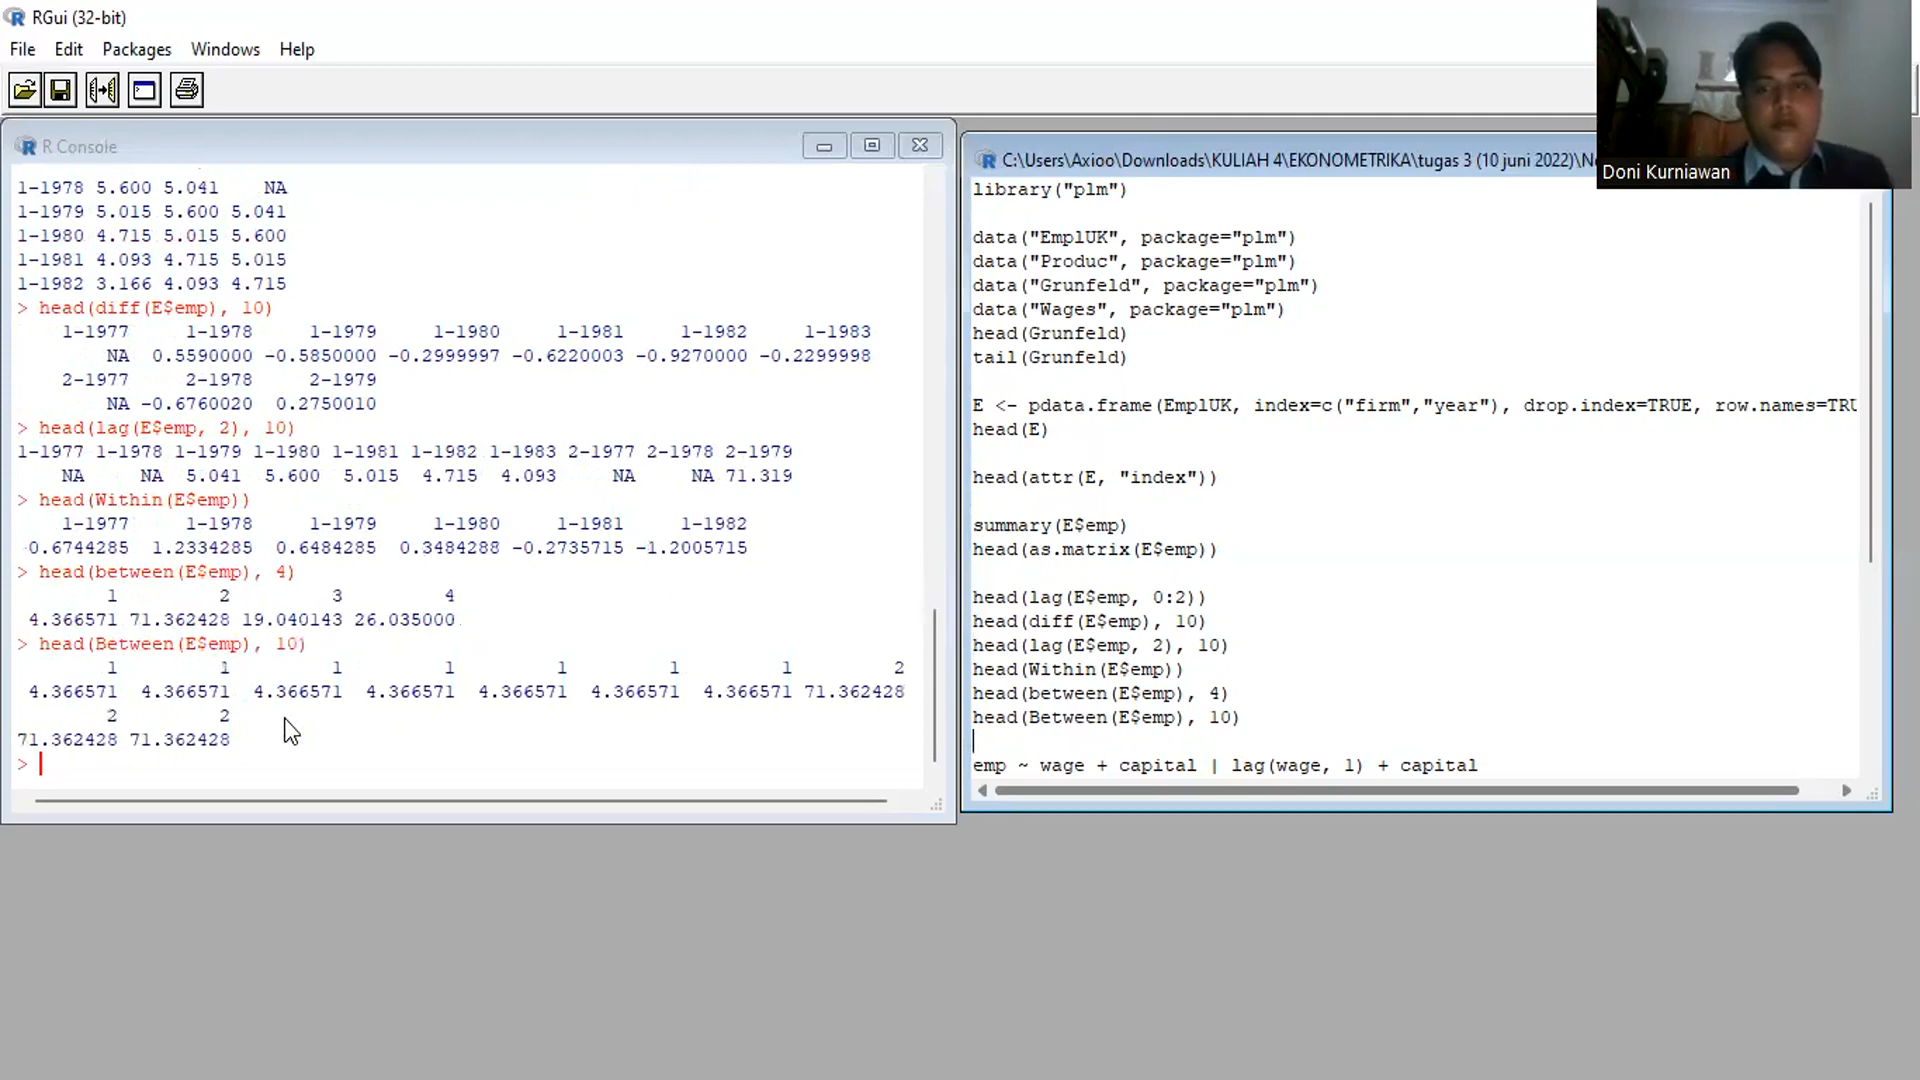 RGui (32-bit)
File Edit Packages Windows Help
R Console
1-1978 5.600 5.041 NA
1-1979 5.015 5.600 5.041
1-1980 4.715 5.015 5.600
1-1981 4.093 4.715 5.015
1-1982 3.166 4.093 4.715
> head(diff(E$emp), 10)
1-1977 1-1978 1-1979 1-1980 1-1981 1-1982 1-1983
NA 0.5590000 -0.5850000 -0.2999997 -0.6220003 -0.9270000 -0.2299998
2-1977 2-1978 2-1979
NA -0.6760020 0.2750010
> head(lag(E$emp, 2), 10)
1-1977 1-1978 1-1979 1-1980 1-1981 1-1982 1-1983 2-1977 2-1978 2-1979
NA NA 5.041 5.600 5.015 4.715 4.093 NA NA 71.319
> head(Within(E$emp))
1-1977 1-1978 1-1979 1-1980 1-1981 1-1982
0.6744285 1.2334285 0.6484285 0.3484288 -0.2735715 -1.2005715
> head(between(E$emp), 4)
1 2 3 4
4.366571 71.362428 19.040143 26.035000
> head(Between(E$emp), 10)
1 1 1 1 1 1 1 2
4.366571 4.366571 4.366571 4.366571 4.366571 4.366571 4.366571 71.362428
2 2
71.362428 71.362428
>
C:\Users\Axioo\Downloads\KULIAH 4\EKONOMETRIKA\tugas 3 (10 juni 2022)\N
library("plm")
data("EmplUK", package="plm")
data("Produc", package="plm")
data("Grunfeld", package="plm")
data("Wages", package="plm")
head(Grunfeld)
tail(Grunfeld)
E <- pdata.frame(EmplUK, index=c("firm","year"), drop.index=TRUE, row.names=TRU
head(E)
head(attr(E, "index"))
summary(E$emp)
head(as.matrix(E$emp))
head(lag(E$emp, 0:2))
head(diff(E$emp), 10)
head(lag(E$emp, 2), 10)
head(Within(E$emp))
head(between(E$emp), 4)
head(Between(E$emp), 10)
emp ~ wage + capital | lag(wage, 1) + capital
Doni Kurniawan